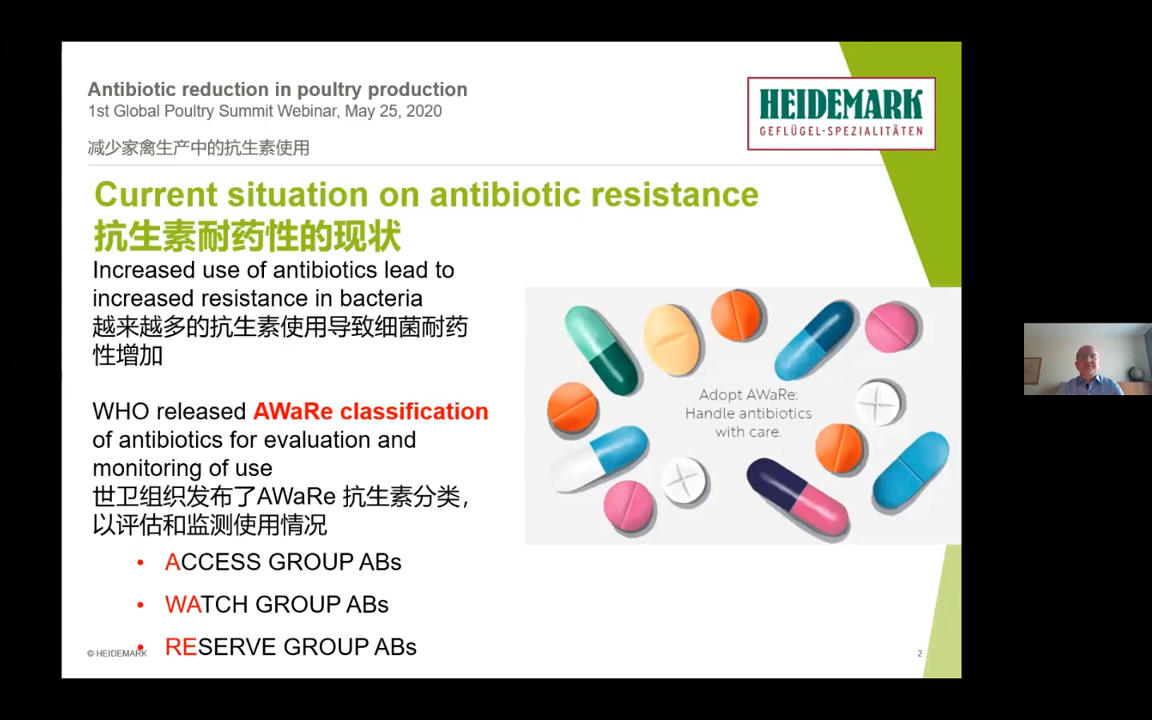 Antibiotic reduction in poultry production
1st Global Poultry Summit Webinar, May 25, 2020
减少家禽生产中的抗生素使用
HEIDEMARK
GEFLÜGEL-SPEZIALITÄTEN
Current situation on antibiotic resistance
抗生素耐药性的现状
Increased use of antibiotics lead to
increased resistance in bacteria
越来越多的抗生素使用导致细菌耐药
性增加
WHO released AWaRe classification
of antibiotics for evaluation and
monitoring of use
世卫组织发布了AWaRe 抗生素分类，
以评估和监测使用情况
• ACCESS GROUP ABs
• WATCH GROUP ABs
• RESERVE GROUP ABs
Adopt AWaRe:
Handle antibiotics
with care.
© HEIDEMARK
2